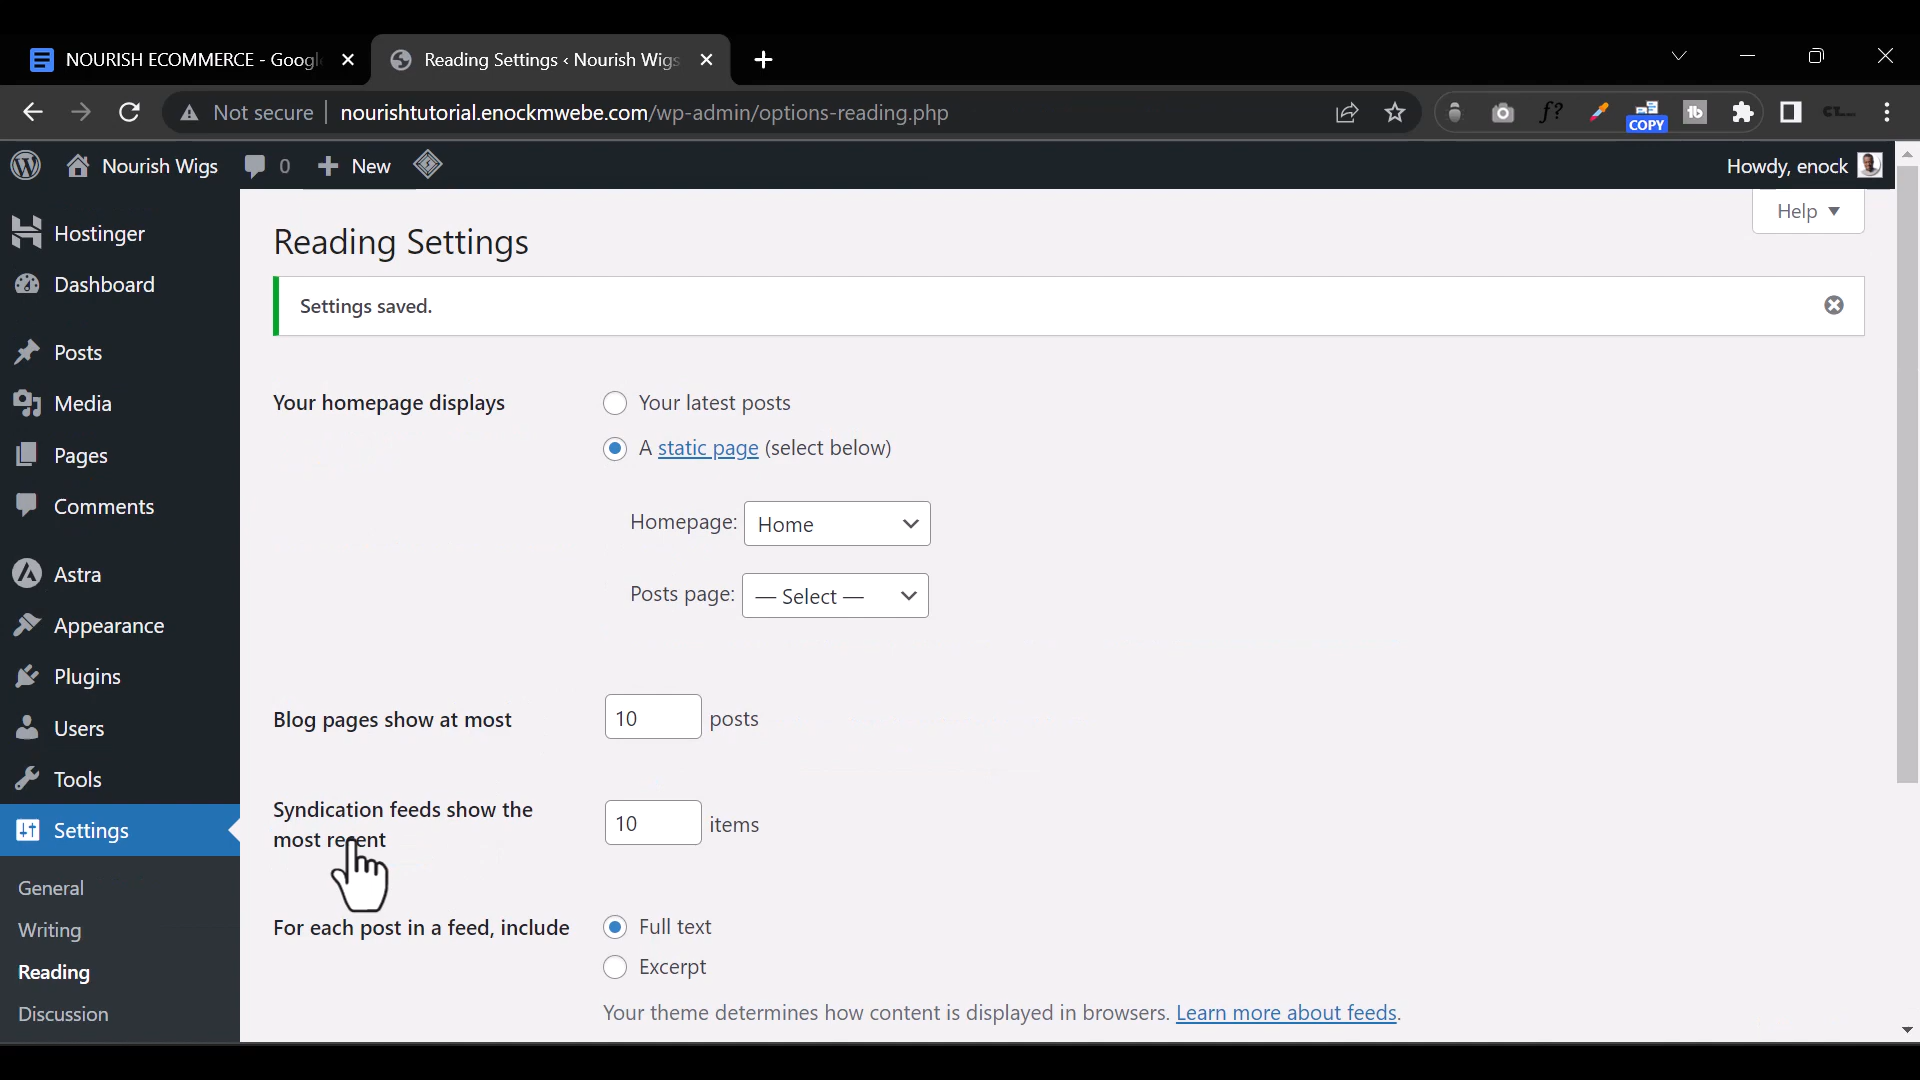 NOURISH ECOMMERCE - Googl
Reading Settings ‹ Nourish Wigs
Not secure
nourishtutorial.enockmwebe.com/wp-admin/options-reading.php
f?
COPY
Nourish Wigs
0
New
Howdy, enock
Help
Hostinger
Dashboard
Posts
Media
Pages
Comments
Astra
Appearance
Plugins
Users
Tools
Settings
General
Writing
Reading
Discussion
Reading Settings
Settings saved.
Your homepage displays
Your latest posts
A static page (select below)
Homepage: Home
Posts page: — Select —
Blog pages show at most
10 posts
Syndication feeds show the
most recent
10 items
For each post in a feed, include
Full text
Excerpt
Your theme determines how content is displayed in browsers. Learn more about feeds.